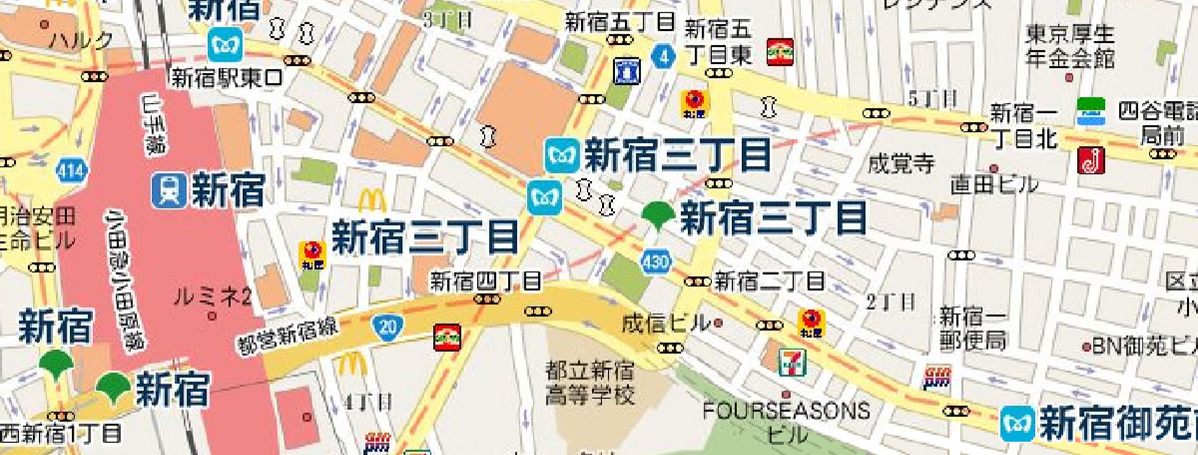 新宿
3丁目
新宿五丁目
新宿五
丁目東
4
東京厚生
年金会館
ハルク
新宿駅東口
山手線
5丁目
新宿一
丁目北
四谷電話
局前
414
新宿
新宿三丁目
成覚寺
直田ビル
新宿三丁目
新宿三丁目
明治安田
生命ビル
小田急小田原線
430
新宿四丁目
新宿二丁目
ルミネ2
2丁目
新宿一
郵便局
新宿
都営新宿線
20
成信ビル
BN御苑ビル
都立新宿
高等学校
新宿
4丁目
FOURSEASONS
ビル
西新宿1丁目
新宿御苑前